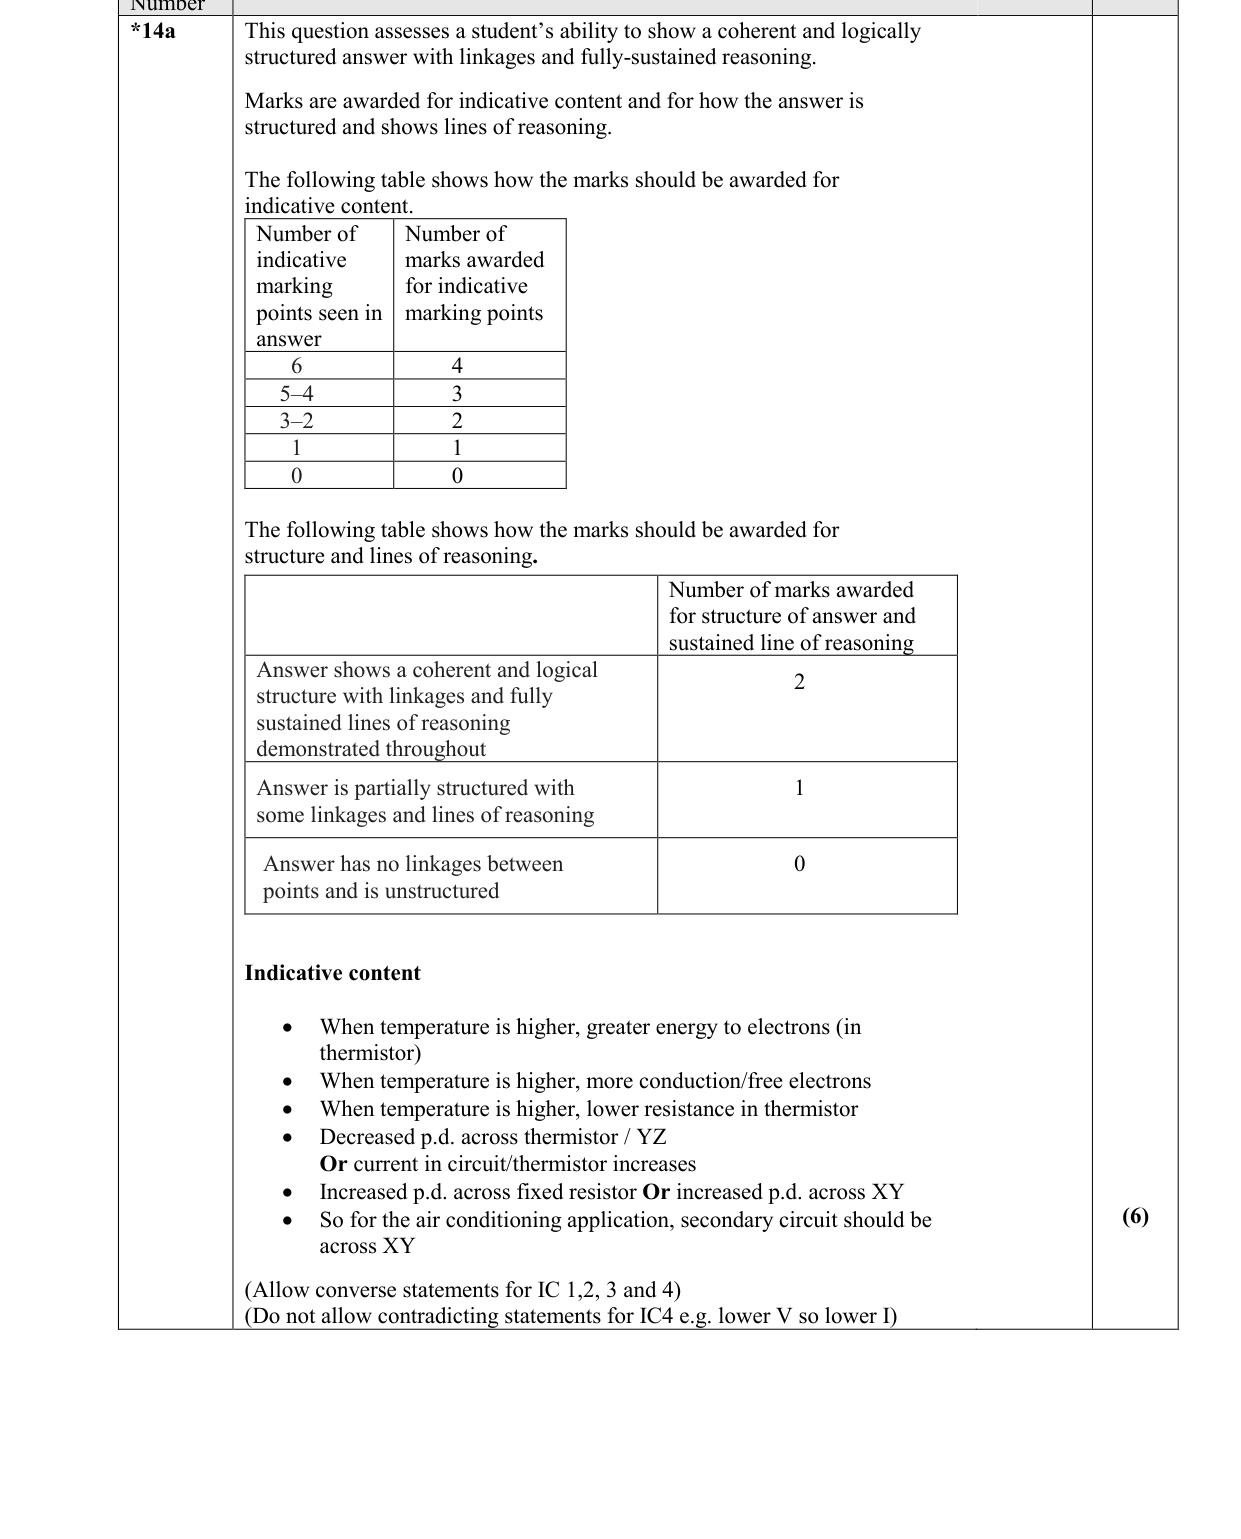 Number
*14a
This question assesses a student’s ability to show a coherent and logically
structured answer with linkages and fully-sustained reasoning.
Marks are awarded for indicative content and for how the answer is
structured and shows lines of reasoning.
The following table shows how the marks should be awarded for
indicative content.
Number of
indicative
marking
points seen in
answer
Number of
marks awarded
for indicative
marking points
6 4
5–4 3
3–2 2
1 1
0 0
The following table shows how the marks should be awarded for
structure and lines of reasoning.
Number of marks awarded
for structure of answer and
sustained line of reasoning
Answer shows a coherent and logical
structure with linkages and fully
sustained lines of reasoning
demonstrated throughout
2
Answer is partially structured with
some linkages and lines of reasoning
1
Answer has no linkages between
points and is unstructured
0
Indicative content
• When temperature is higher, greater energy to electrons (in
thermistor)
• When temperature is higher, more conduction/free electrons
• When temperature is higher, lower resistance in thermistor
• Decreased p.d. across thermistor / YZ
Or current in circuit/thermistor increases
• Increased p.d. across fixed resistor Or increased p.d. across XY
• So for the air conditioning application, secondary circuit should be
across XY
(6)
(Allow converse statements for IC 1,2, 3 and 4)
(Do not allow contradicting statements for IC4 e.g. lower V so lower I)